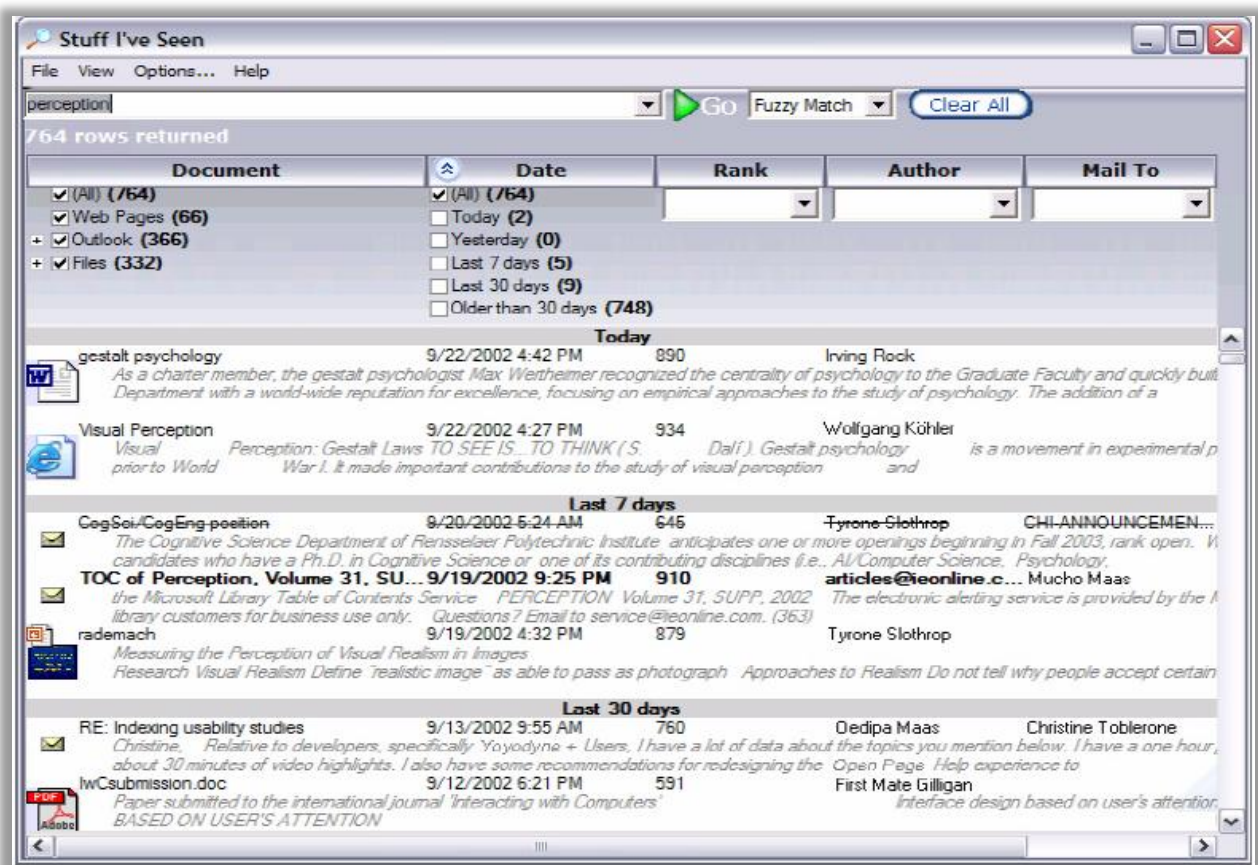 Stuff I've Seen
File View Options... Help
perception Go Fuzzy Match Clear All
764 rows returned
Document Date Rank Author Mail To
(All) (764) (All) (764)
Web Pages (66) Today (2)
+ Outlook (366) Yesterday (0)
+ Files (332) Last 7 days (5)
Last 30 days (9)
Older than 30 days (748)
Today
gestalt psychology 9/22/2002 4:42 PM 890 Irving Rock
As a charter member, the gestalt psychologist Max Wertheimer recognized the centrality of psychology to the Graduate Faculty and quickly built
Department with a world-wide reputation for excellence, focusing on empirical approaches to the study of psychology. The addition of a
Visual Perception 9/22/2002 4:27 PM 934 Wolfgang Köhler
Visual Perception: Gestalt Laws TO SEE IS...TO THINK ( S. Dalí ). Gestalt psychology is a movement in experimental p
prior to World War I. It made important contributions to the study of visual perception and
Last 7 days
CogSci/CogEng position 9/20/2002 5:24 AM 645 Tyrone Slothrop CHI-ANNOUNCEMEN...
The Cognitive Science Department of Rensselaer Polytechnic Institute anticipates one or more openings beginning in Fall 2003, rank open. W
candidates who have a Ph.D. in Cognitive Science or one of its contributing disciplines (i.e., AI/Computer Science, Psychology,
TOC of Perception, Volume 31, SU... 9/19/2002 9:25 PM 910 articles@ieonline.c... Mucho Maas
the Microsoft Library Table of Contents Service PERCEPTION Volume 31, SUPP, 2002 The electronic alerting service is provided by the M
library customers for business use only. Questions? Email to service@ieonline.com. (363)
rademach 9/19/2002 4:32 PM 879 Tyrone Slothrop
Measuring the Perception of Visual Realism in Images
Research Visual Realism Define "realistic image" as able to pass as photograph Approaches to Realism Do not tell why people accept certain
Last 30 days
RE: Indexing usability studies 9/13/2002 9:55 AM 760 Oedipa Maas Christine Toblerone
Christine, Relative to developers, specifically Yoyodyne + Users, I have a lot of data about the topics you mention below. I have a one hour,
about 30 minutes of video highlights. I also have some recommendations for redesigning the Open Page Help experience to
IwCsubmission.doc 9/12/2002 6:21 PM 591 First Mate Gilligan
PDF Paper submitted to the international journal 'Interacting with Computers' Interface design based on user's attention
Adobe BASED ON USER'S ATTENTION